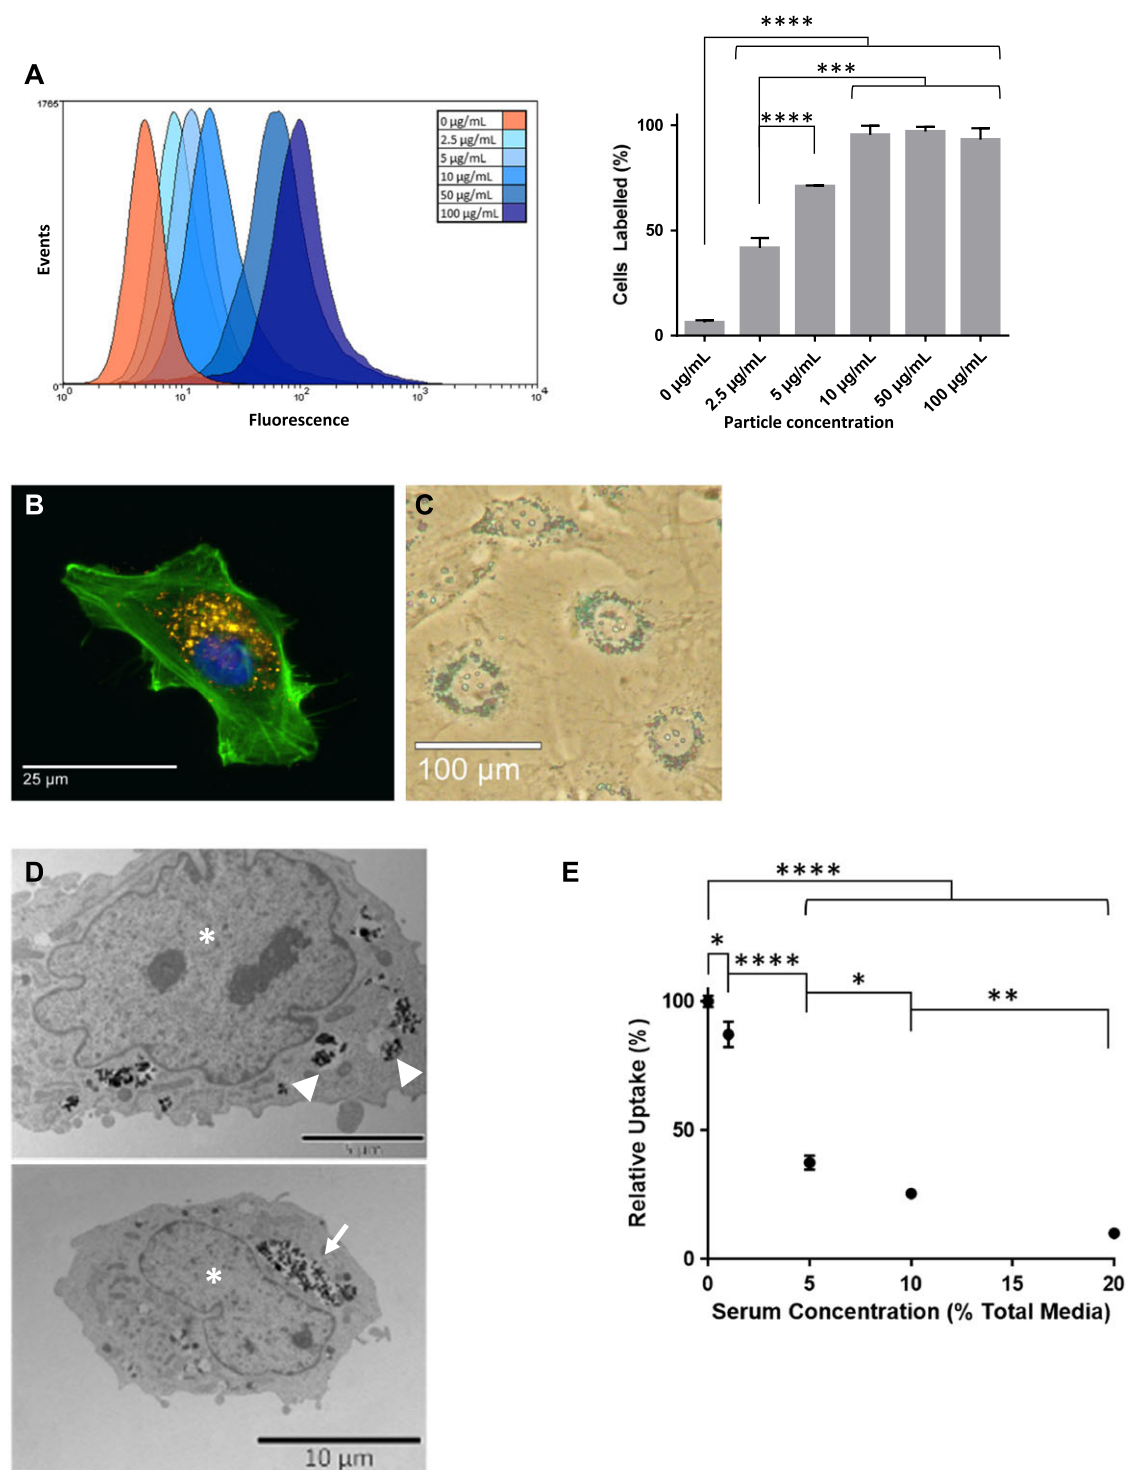 A
1765
0 µg/mL
2.5 µg/mL
5 µg/mL
10 µg/mL
50 µg/mL
100 µg/mL
Events
0
10 0
10 1
10 2
10 3
10 4
Fluorescence
****
***
****
100
50
0
Cells Labelled (%)
0 µg/mL
2.5 µg/mL
5 µg/mL
10 µg/mL
50 µg/mL
100 µg/mL
Particle concentration
B
25 µm
C
100 µm
D
*
5 µm
*
10 µm
E
****
*
****
*
**
100
50
0
Relative Uptake (%)
0 5 10 15 20
Serum Concentration (% Total Media)